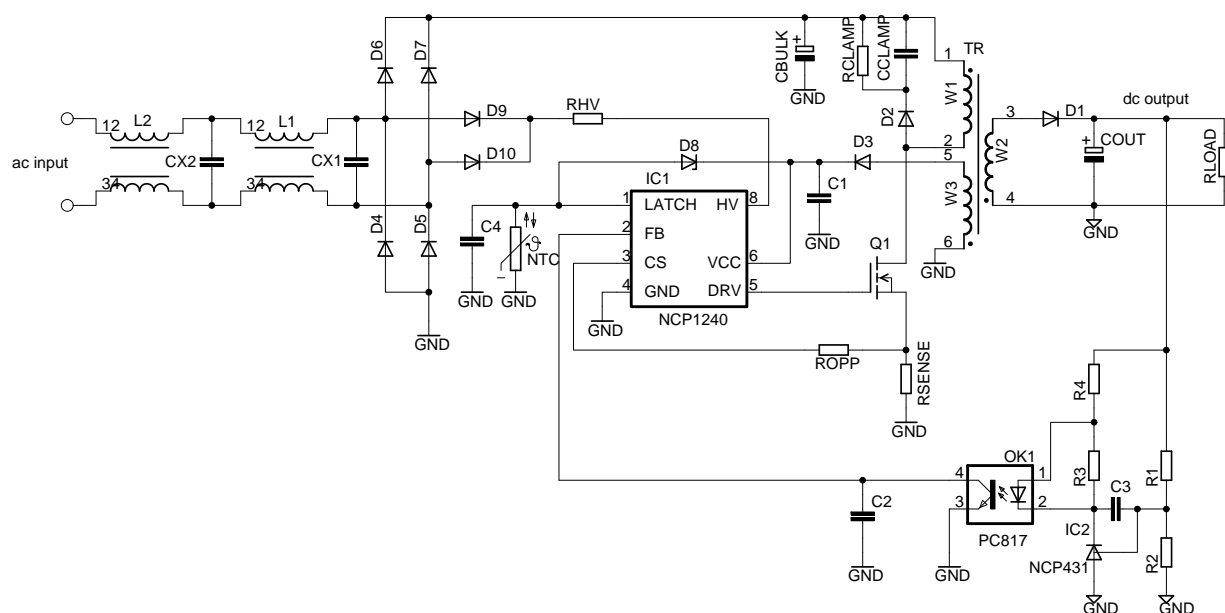 D6
D7
CBULK
+
RCLAMP
CCLAMP
TR
1
W1
D2
2
5
W3
6
3
W2
4
D1
dc output
+
COUT
RLOAD
GND
GND
GND
12
L2
12
L1
D9
RHV
D10
D8
D3
ac input
CX2
CX1
34
34
D4
D5
IC1
C1
GND
1
LATCH
HV
8
C4
2
FB
NTC
ϑ
3
CS
VCC
6
Q1
4
GND
DRV
5
GND
GND
GND
GND
NCP1240
ROPP
RSENSE
GND
R4
OK1
4
1
R3
R1
C2
3
2
C3
PC817
IC2
NCP431
R2
GND
GND
GND
GND